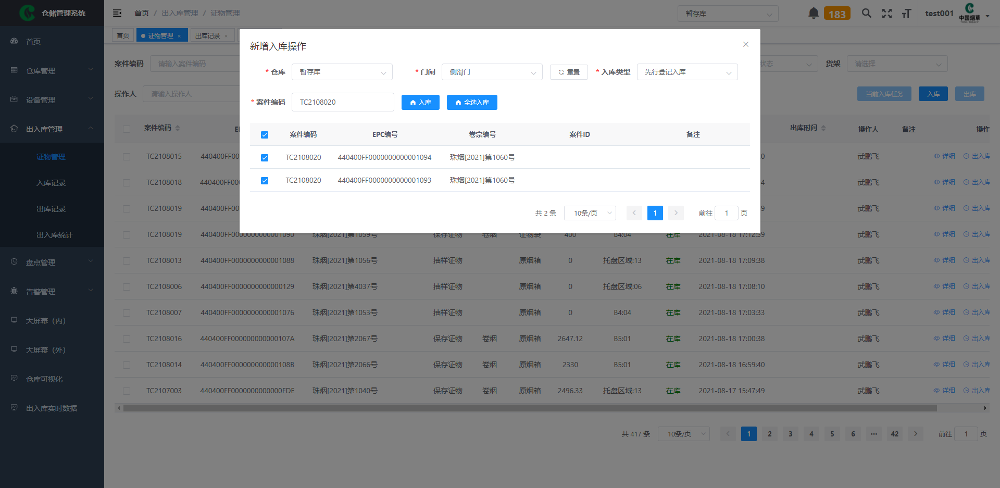 仓储管理系统
首页 / 出入库管理 / 证物管理
暂存库
183
test001
中国烟草
首页
证物管理 ×
出库记录 ×
首页
仓库管理
设备管理
出入库管理
证物管理
入库记录
出库记录
出入库统计
盘点管理
告警管理
大屏幕（内）
大屏幕（外）
仓库可视化
出入库实时数据
案件编码 请输入案件编码
状态
货架 请选择
操作人 请输入操作人
当前入库任务 入库 出库
新增入库操作
* 仓库 暂存库 * 门闸 侧滑门 重置 * 入库类型 先行登记入库
* 案件编码 TC2108020 入库 全选入库
案件编码 EPC编号 卷宗编号 案件ID 备注
TC2108020 440400FF0000000000001094 珠烟[2021]第1060号
TC2108020 440400FF0000000000001093 珠烟[2021]第1060号
共 2 条 10条/页 1 前往 1 页
案件编码 出库时间 操作人 备注 操作
TC2108015 440400FF00 0 武鹏飞 详细 出入库
TC2108018 440400FF00 4 武鹏飞 详细 出入库
TC2108019 440400FF00 9 武鹏飞 详细 出入库
TC2108019 440400FF0000000000001090 珠烟[2021]第1059号 保存证物 卷烟 证物袋 400 B4:04 在库 2021-08-18 17:12:59 武鹏飞 详细 出入库
TC2108013 440400FF0000000000001088 珠烟[2021]第1056号 抽样证物 原烟箱 0 托盘区域:13 在库 2021-08-18 17:09:38 武鹏飞 详细 出入库
TC2108006 440400FF0000000000000129 珠烟[2021]第4037号 抽样证物 原烟箱 0 托盘区域:06 在库 2021-08-18 17:08:10 武鹏飞 详细 出入库
TC2108007 440400FF0000000000001076 珠烟[2021]第1053号 抽样证物 原烟箱 0 B4:04 在库 2021-08-18 17:03:33 武鹏飞 详细 出入库
TC2108016 440400FF000000000000107A 珠烟[2021]第2067号 保存证物 卷烟 原烟箱 2647.12 B5:01 在库 2021-08-18 17:00:38 武鹏飞 详细 出入库
TC2108014 440400FF000000000000108B 珠烟[2021]第2066号 保存证物 卷烟 原烟箱 2330 B5:01 在库 2021-08-18 16:59:40 武鹏飞 详细 出入库
TC2107003 440400FF0000000000000FDE 珠烟[2021]第1040号 保存证物 卷烟 原烟箱 2496.33 托盘区域:13 在库 2021-08-17 15:47:49 武鹏飞 详细 出入库
共 417 条 10条/页 1 2 3 4 5 6 ••• 42 前往 1 页